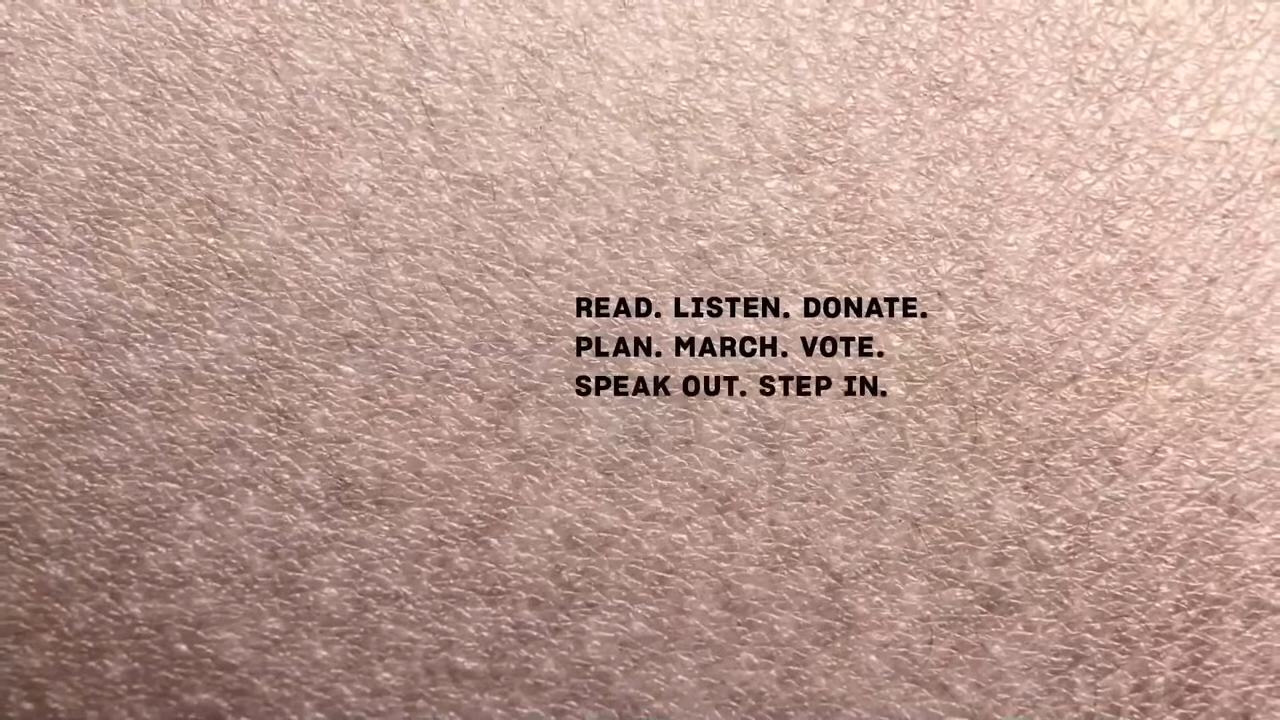 READ. LISTEN. DONATE.
PLAN. MARCH. VOTE.
SPEAK OUT. STEP IN.